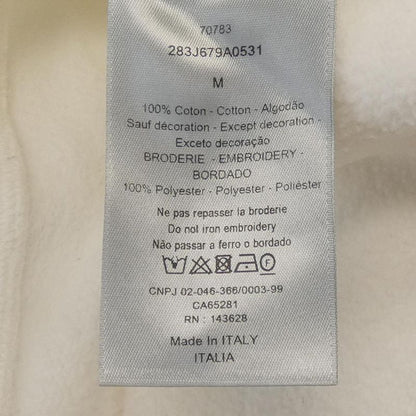 70783
283J679A0531
M
100% Coton - Cotton - Algodão
Sauf décoration - Except decoration -
Exceto decoração
BRODERIE - EMBROIDERY -
BORDADO
100% Polyester - Polyester - Poliéster
Ne pas repasser la broderie
Do not iron embroidery
Não passar a ferro o bordado
CNPJ 02-046-366/0003-99
CA65281
RN : 143628
Made In ITALY
ITALIA